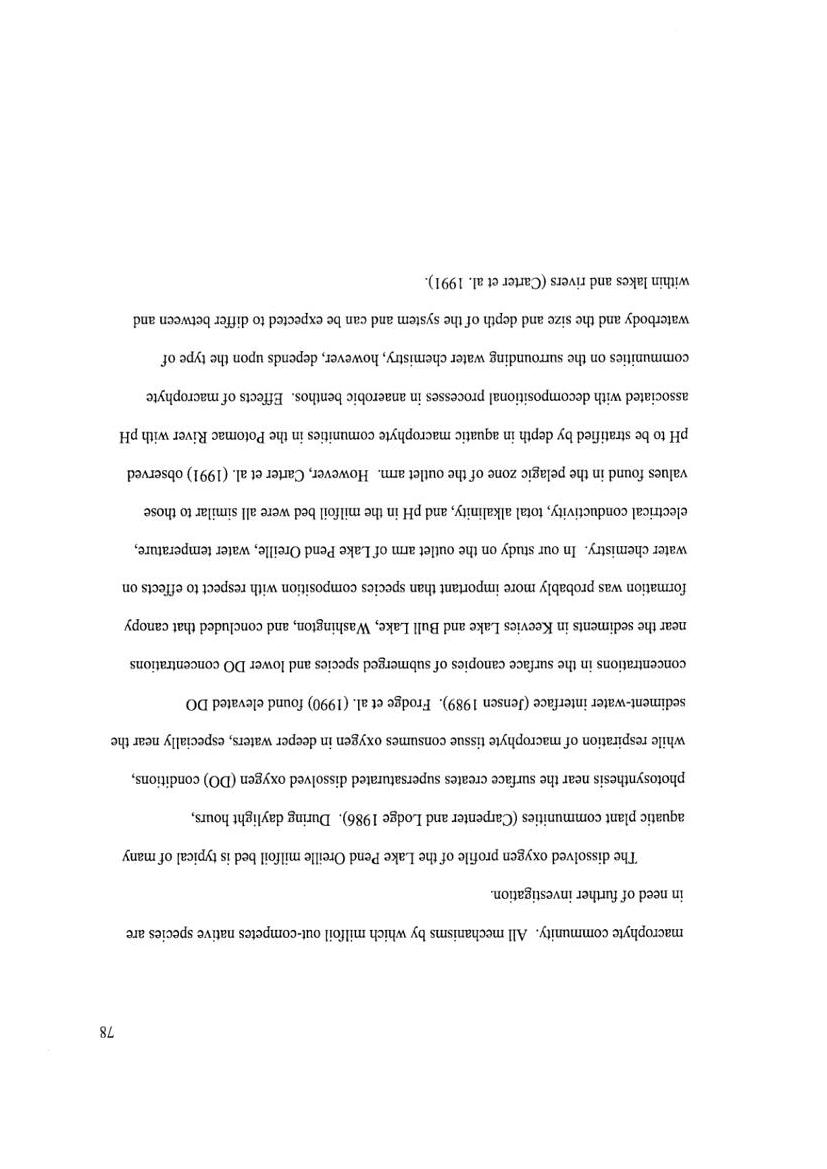 78
macrophyte community. All mechanisms by which milfoil out-competes native species are
in need of further investigation.
The dissolved oxygen profile of the Lake Pend Oreille milfoil bed is typical of many
aquatic plant communities (Carpenter and Lodge 1986). During daylight hours,
photosynthesis near the surface creates supersaturated dissolved oxygen (DO) conditions,
while respiration of macrophyte tissue consumes oxygen in deeper waters, especially near the
sediment-water interface (Jensen 1989). Frodge et al. (1990) found elevated DO
concentrations in the surface canopies of submerged species and lower DO concentrations
near the sediments in Keevies Lake and Bull Lake, Washington, and concluded that canopy
formation was probably more important than species composition with respect to effects on
water chemistry. In our study on the outlet arm of Lake Pend Oreille, water temperature,
electrical conductivity, total alkalinity, and pH in the milfoil bed were all similar to those
values found in the pelagic zone of the outlet arm. However, Carter et al. (1991) observed
pH to be stratified by depth in aquatic macrophyte communities in the Potomac River with pH
associated with decompositional processes in anaerobic benthos. Effects of macrophyte
communities on the surrounding water chemistry, however, depends upon the type of
waterbody and the size and depth of the system and can be expected to differ between and
within lakes and rivers (Carter et al. 1991).